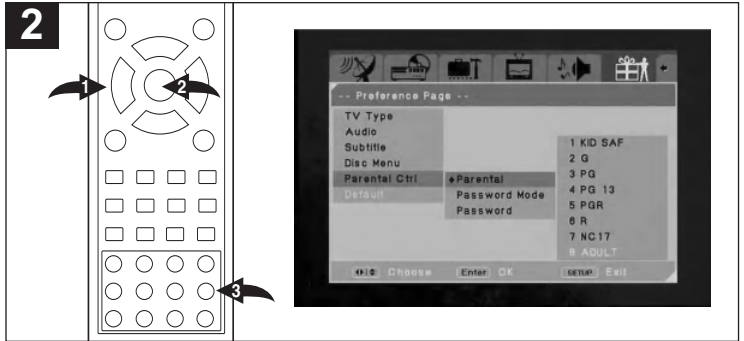 2
1
2
3
-- Preference Page --
TV Type
Audio
Subtitle
Disc Menu
Parental Ctrl
Default
Parental
Password Mode
Password
1 KID SAF
2 G
3 PG
4 PG 13
5 PGR
6 R
7 NC17
8 ADULT
Choose Enter OK SETUP Exit